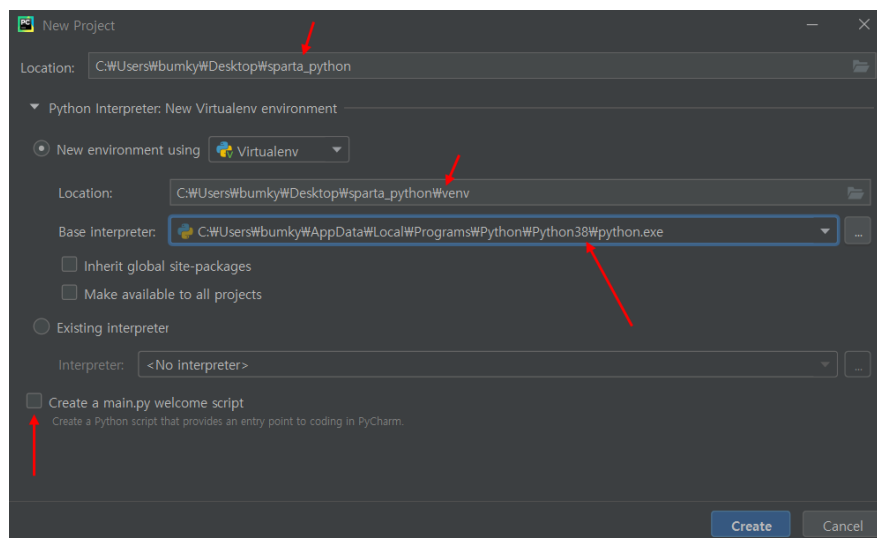 PC New Project
Location: C:₩Users₩bumky₩Desktop₩sparta_python
Python Interpreter: New Virtualenv environment
New environment using Virtualenv
Location: C:₩Users₩bumky₩Desktop₩sparta_python₩venv
Base interpreter: C:₩Users₩bumky₩AppData₩Local₩Programs₩Python₩Python38₩python.exe ...
Inherit global site-packages
Make available to all projects
Existing interpreter
Interpreter: <No interpreter> ...
Create a main.py welcome script
Create a Python script that provides an entry point to coding in PyCharm.
Create Cancel